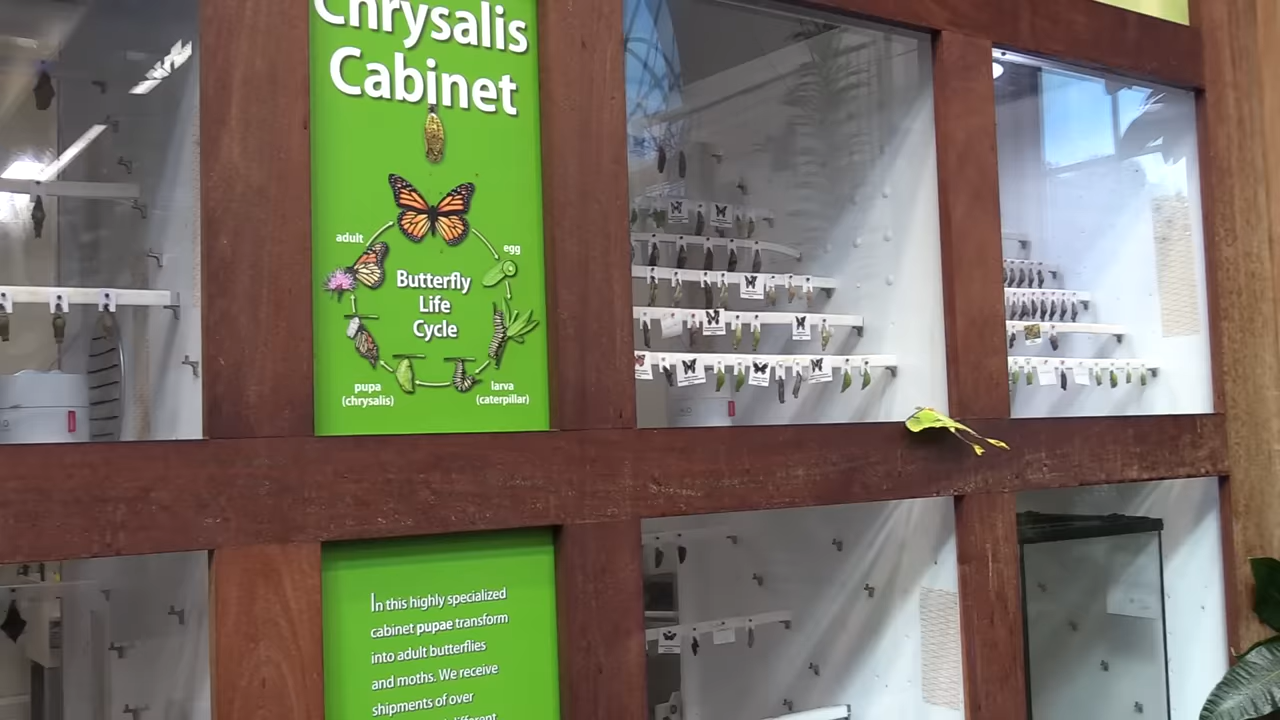 Chrysalis
Cabinet
adult
egg
Butterfly
Life
Cycle
pupa
(chrysalis)
larva
(caterpillar)
In this highly specialized
cabinet pupae transform
into adult butterflies
and moths. We receive
shipments of over
different